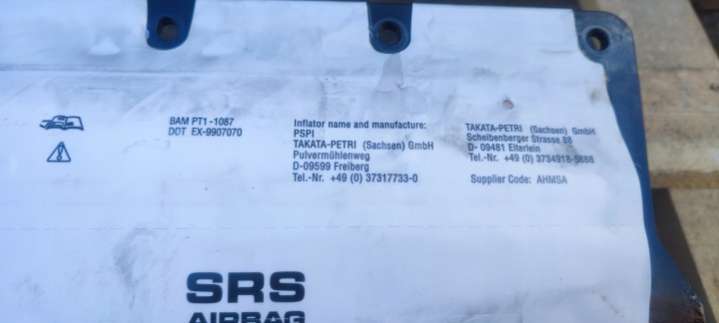 BAM PT1-1087
DOT EX-9907070
Inflator name and manufacture:
PSPI
TAKATA-PETRI (Sachsen) GmbH
Pulvermühlenweg
D-09599 Freiberg
Tel.-Nr. +49 (0) 37317733-0
TAKATA-PETRI (Sachsen) GmbH
Scheibenberger Strasse 88
D- 09481 Elterlein
Tel.-Nr. +49 (0)
Supplier Code: AHMSA
SRS
AIRBAG